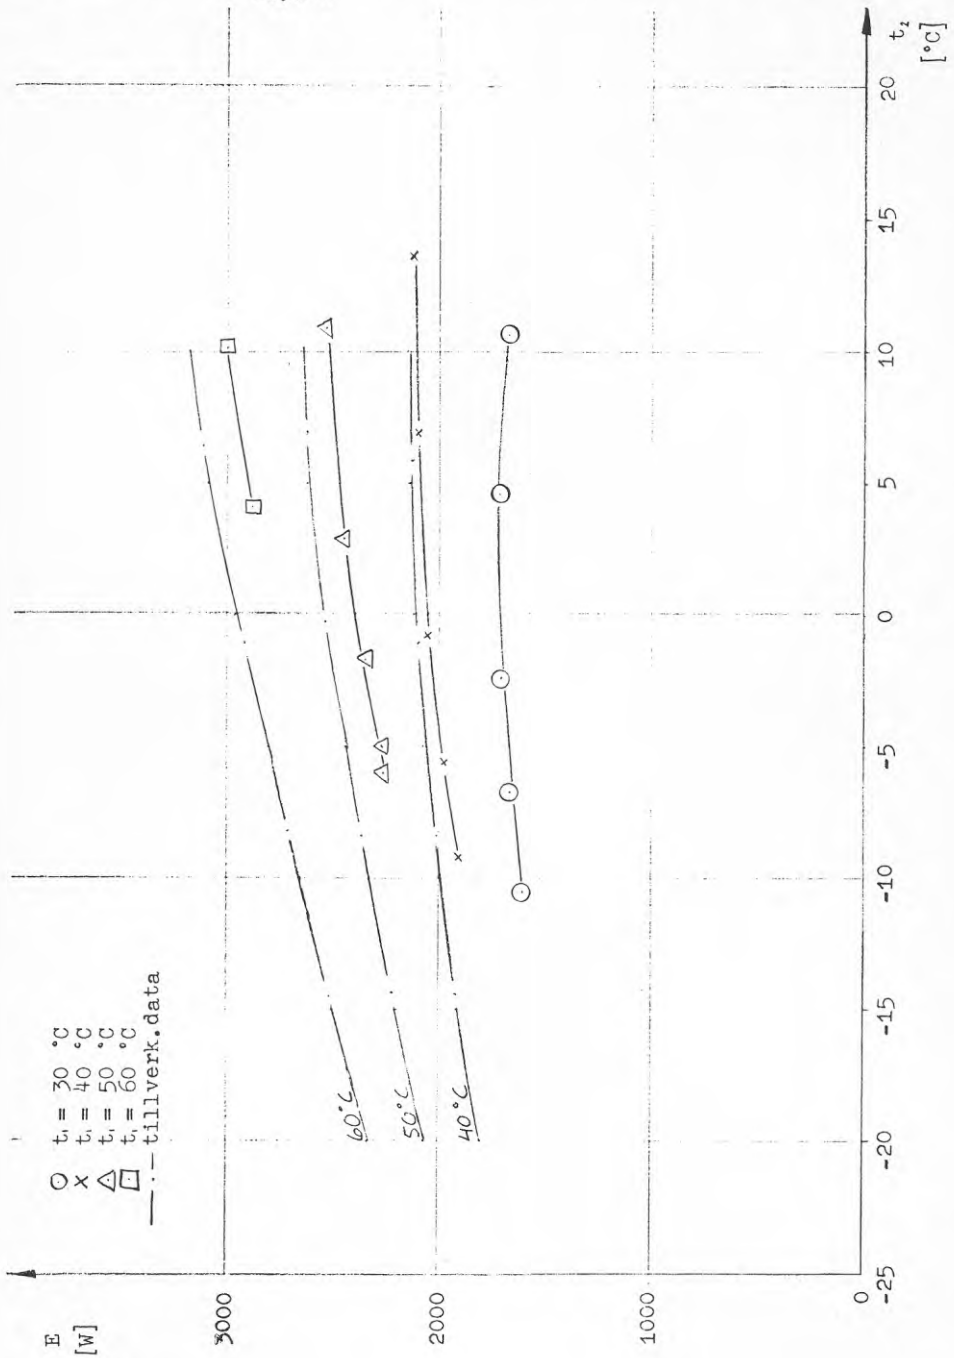 E
[W]
○ t₁ = 30 °C
x t₁ = 40 °C
△ t₁ = 50 °C
□ t₁ = 60 °C
—·— tillverk.data
3000
2000
1000
0
60°C
50°C
40°C
-25
-20
-15
-10
-5
0
5
10
15
20
t₂
[°C]